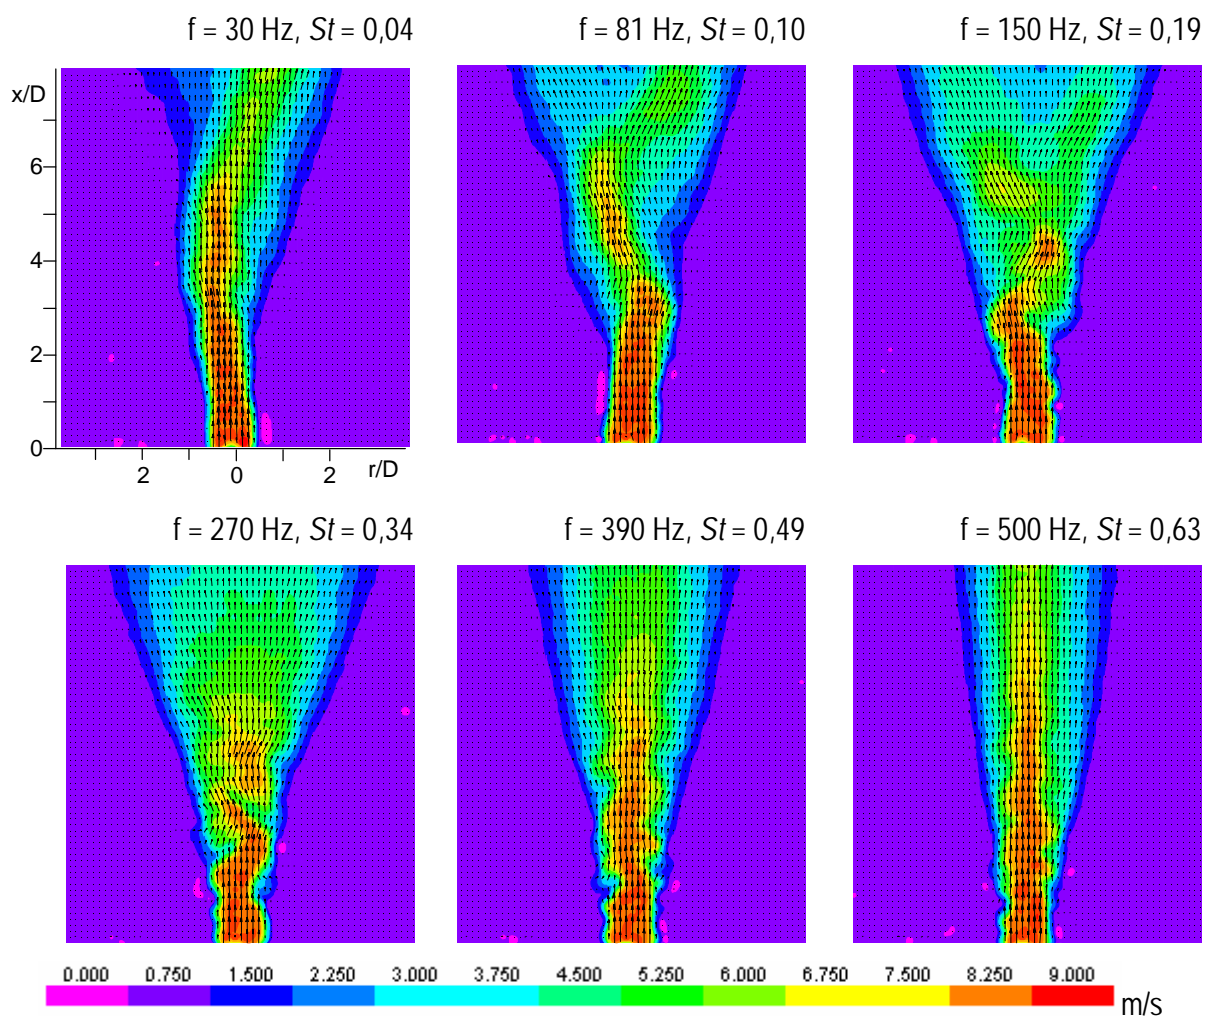 f = 30 Hz, St = 0,04
f = 81 Hz, St = 0,10
f = 150 Hz, St = 0,19
x/D
6
4
2
0
2 0 2 r/D
f = 270 Hz, St = 0,34
f = 390 Hz, St = 0,49
f = 500 Hz, St = 0,63
0.000 0.750 1.500 2.250 3.000 3.750 4.500 5.250 6.000 6.750 7.500 8.250 9.000
m/s